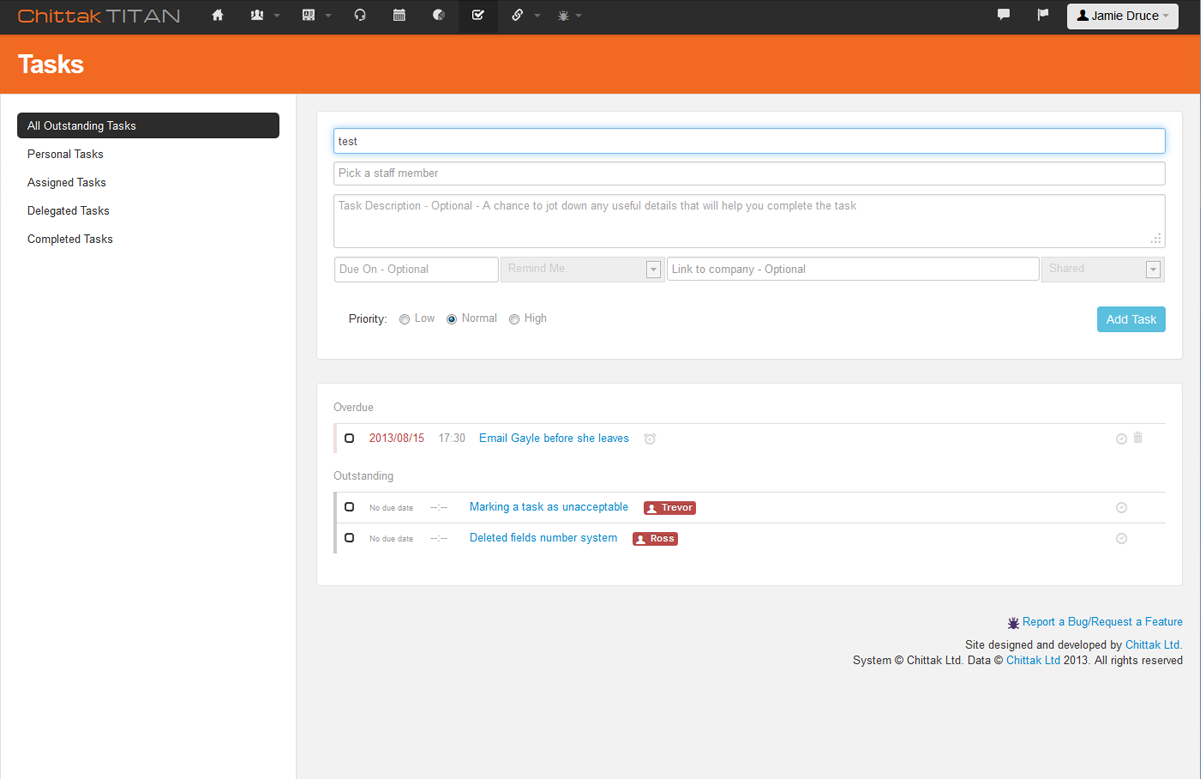 Chittak TITAN
Jamie Druce
Tasks
All Outstanding Tasks
Personal Tasks
Assigned Tasks
Delegated Tasks
Completed Tasks
test
Pick a staff member
Task Description - Optional - A chance to jot down any useful details that will help you complete the task
Due On - Optional Remind Me... Link to company - Optional Shared
Priority: Low Normal High Add Task
Overdue
2013/08/15 17:30 Email Gayle before she leaves
Outstanding
No due date --:-- Marking a task as unacceptable Trevor
No due date --:-- Deleted fields number system Ross
Report a Bug/Request a Feature
Site designed and developed by Chittak Ltd.
System © Chittak Ltd. Data © Chittak Ltd 2013. All rights reserved